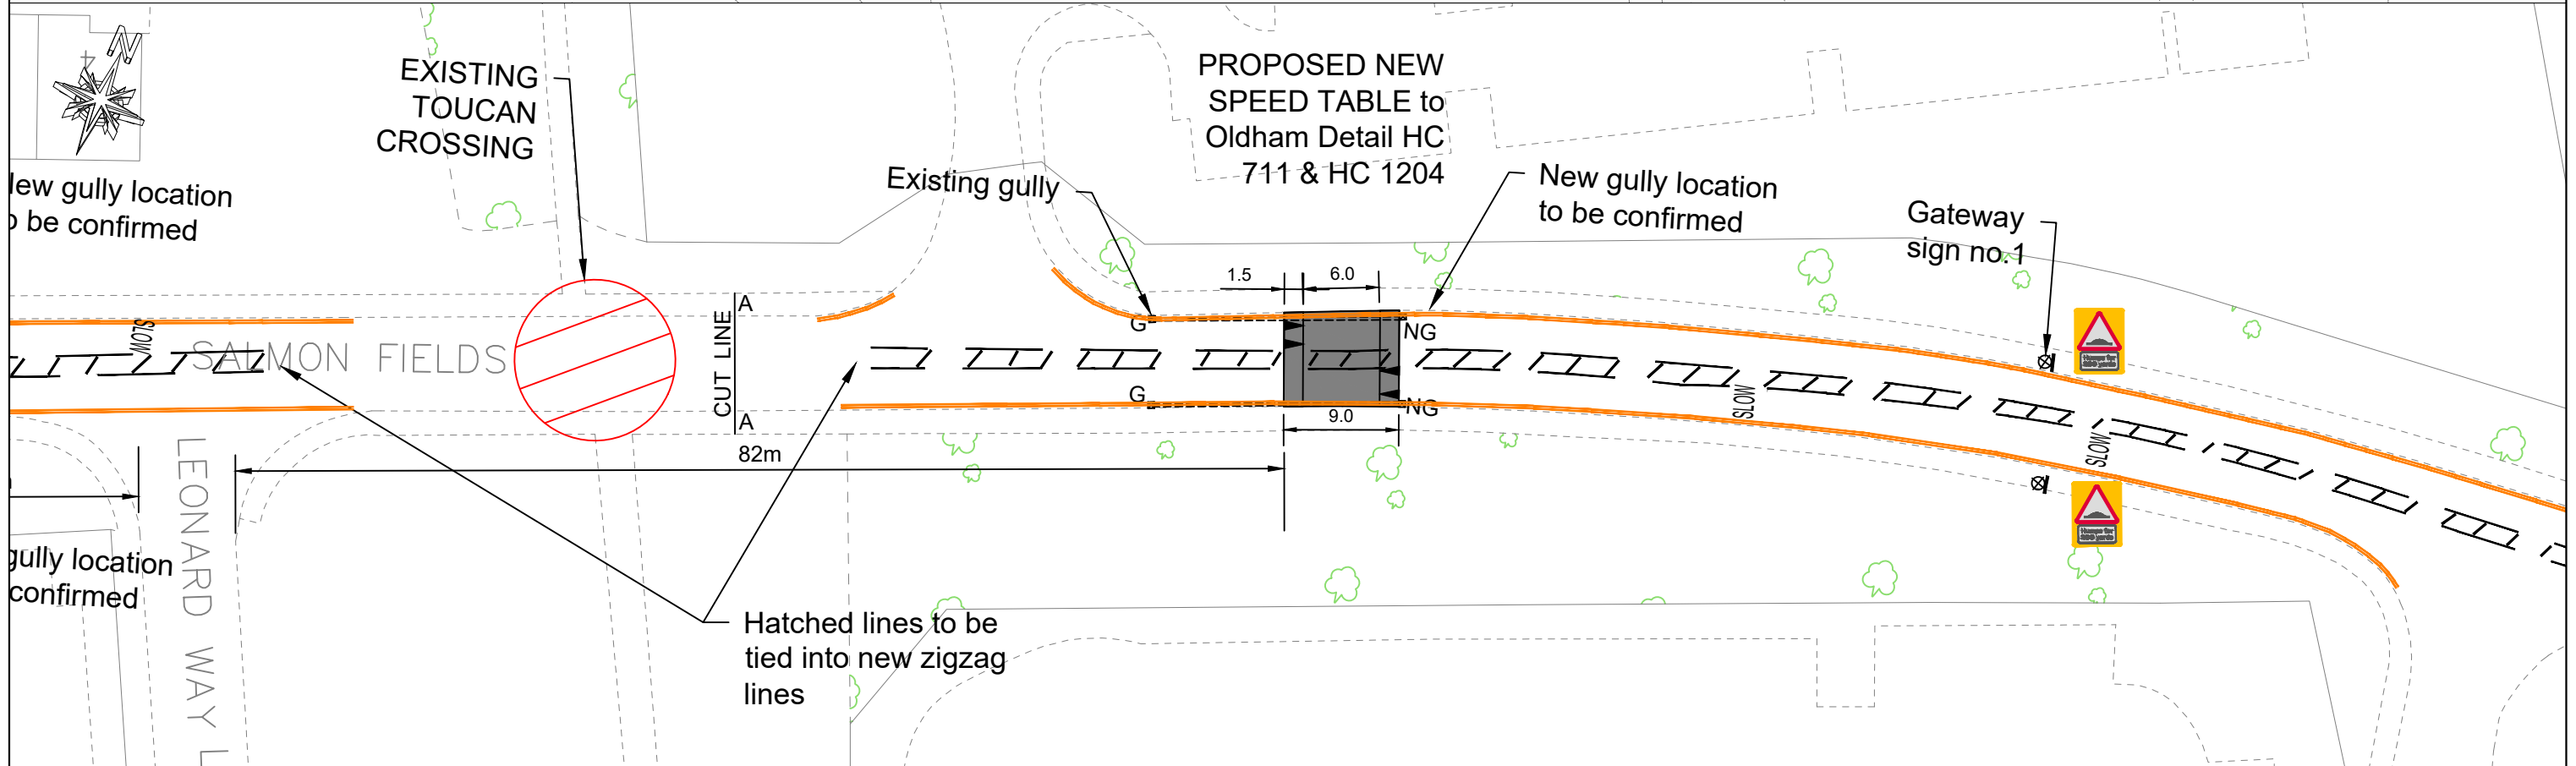 N
4
EXISTING
TOUCAN
CROSSING
PROPOSED NEW
SPEED TABLE to
Oldham Detail HC
711 & HC 1204
Existing gully
New gully location
to be confirmed
Gateway
sign no.1
ew gully location
be confirmed
1.5
6.0
A
CUT LINE
A
G
NG
G
NG
9.0
SLOW
SALMON FIELDS
SLOW
SLOW
82m
LEONARD WAY
gully location
confirmed
Hatched lines to be
tied into new zigzag
lines
Humps for